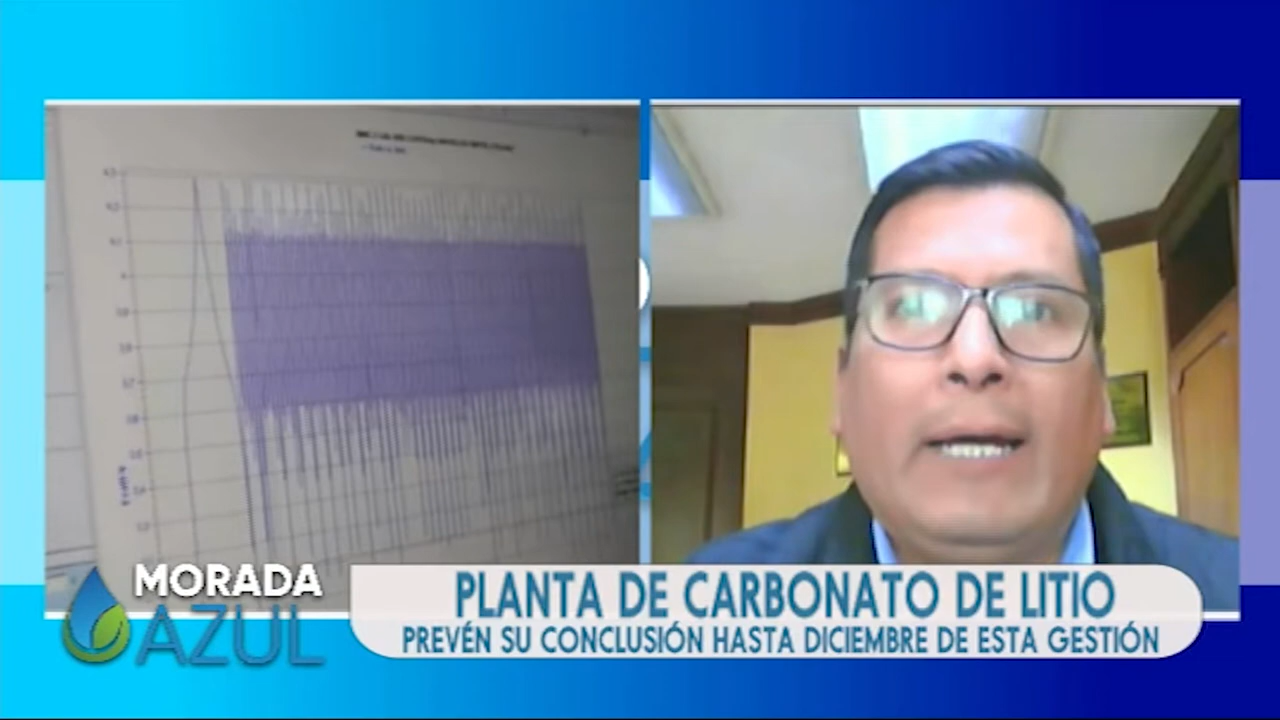 MORADA
AZUL
PLANTA DE CARBONATO DE LITIO
PREVÉN SU CONCLUSIÓN HASTA DICIEMBRE DE ESTA GESTIÓN